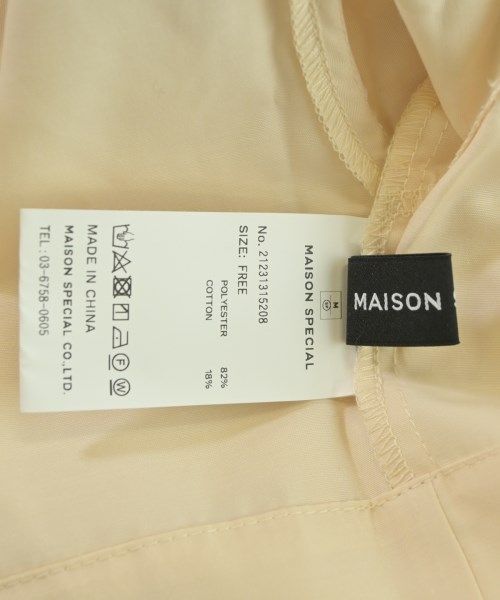 MAISON SPECIAL
No. 21231315208
SIZE: FREE
POLYESTER 82%
COTTON 18%
MADE IN CHINA
MAISON SPECIAL CO.,LTD.
TEL : 03-6758-0605
MAISON